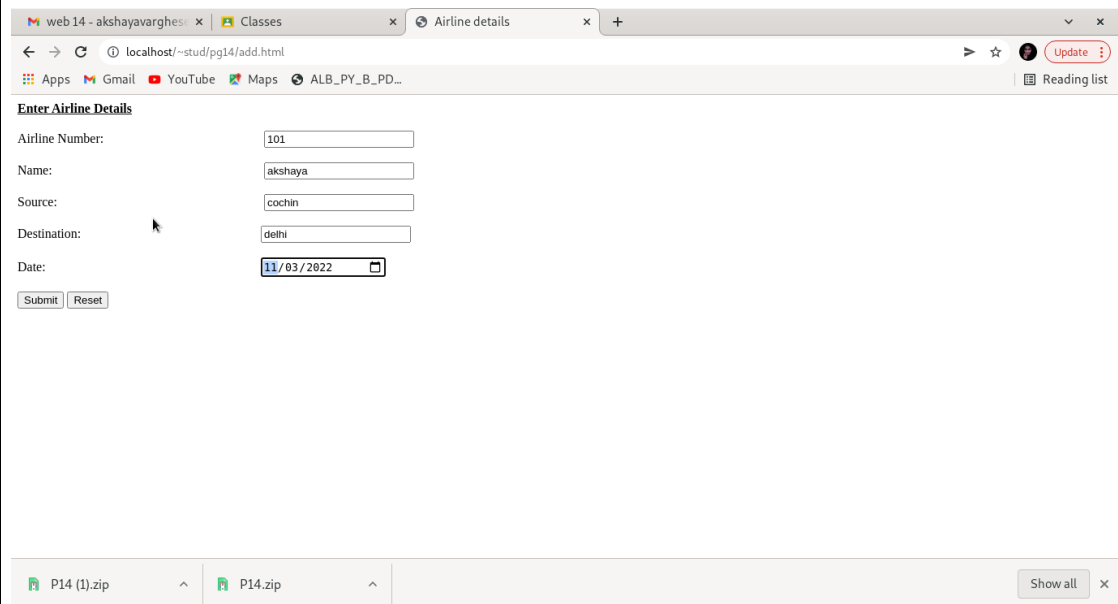 web 14 - akshayavarghes
Classes
Airline details
localhost/~stud/pg14/add.html
Update
Apps Gmail YouTube Maps ALB_PY_B_PD... Reading list
Enter Airline Details
Airline Number: 101
Name: akshaya
Source: cochin
Destination: delhi
Date: 11/03/2022
Submit Reset
P14 (1).zip P14.zip Show all